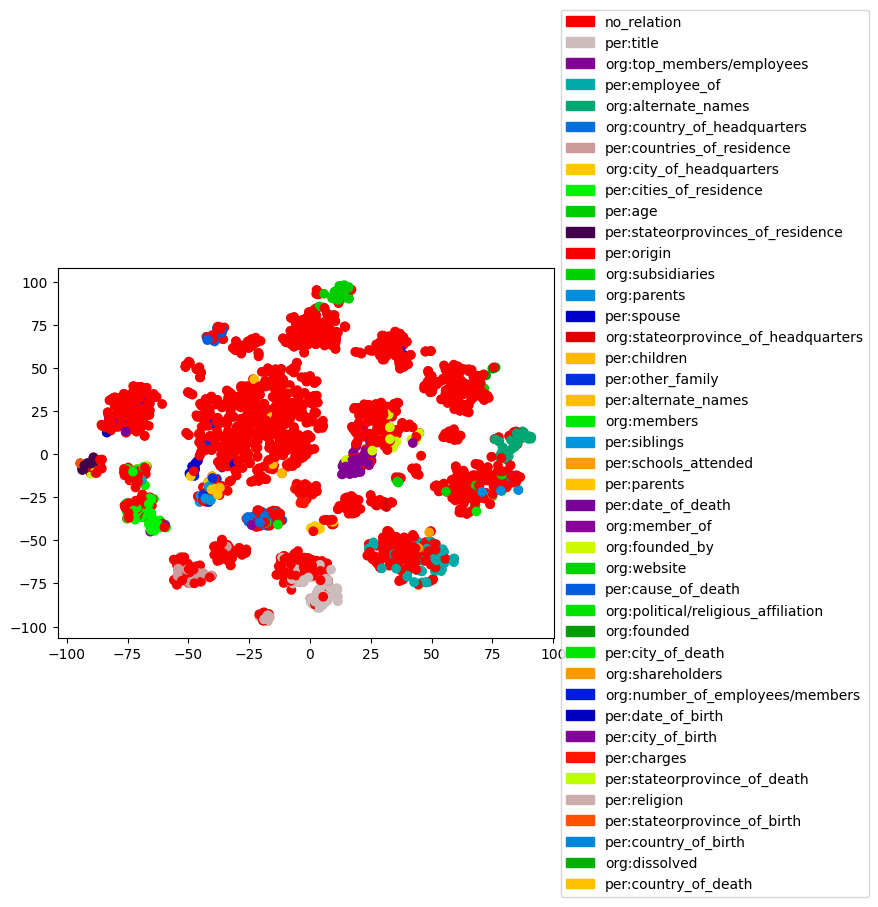 no_relation
per:title
org:top_members/employees
per:employee_of
org:alternate_names
org:country_of_headquarters
per:countries_of_residence
org:city_of_headquarters
per:cities_of_residence
per:age
per:stateorprovinces_of_residence
per:origin
org:subsidiaries
org:parents
per:spouse
org:stateorprovince_of_headquarters
per:children
per:other_family
per:alternate_names
org:members
per:siblings
per:schools_attended
per:parents
per:date_of_death
org:member_of
org:founded_by
org:website
per:cause_of_death
org:political/religious_affiliation
org:founded
per:city_of_death
org:shareholders
org:number_of_employees/members
per:date_of_birth
per:city_of_birth
per:charges
per:stateorprovince_of_death
per:religion
per:stateorprovince_of_birth
per:country_of_birth
org:dissolved
per:country_of_death
100
75
50
25
0
−25
−50
−75
−100
−100 −75 −50 −25 0 25 50 75 100